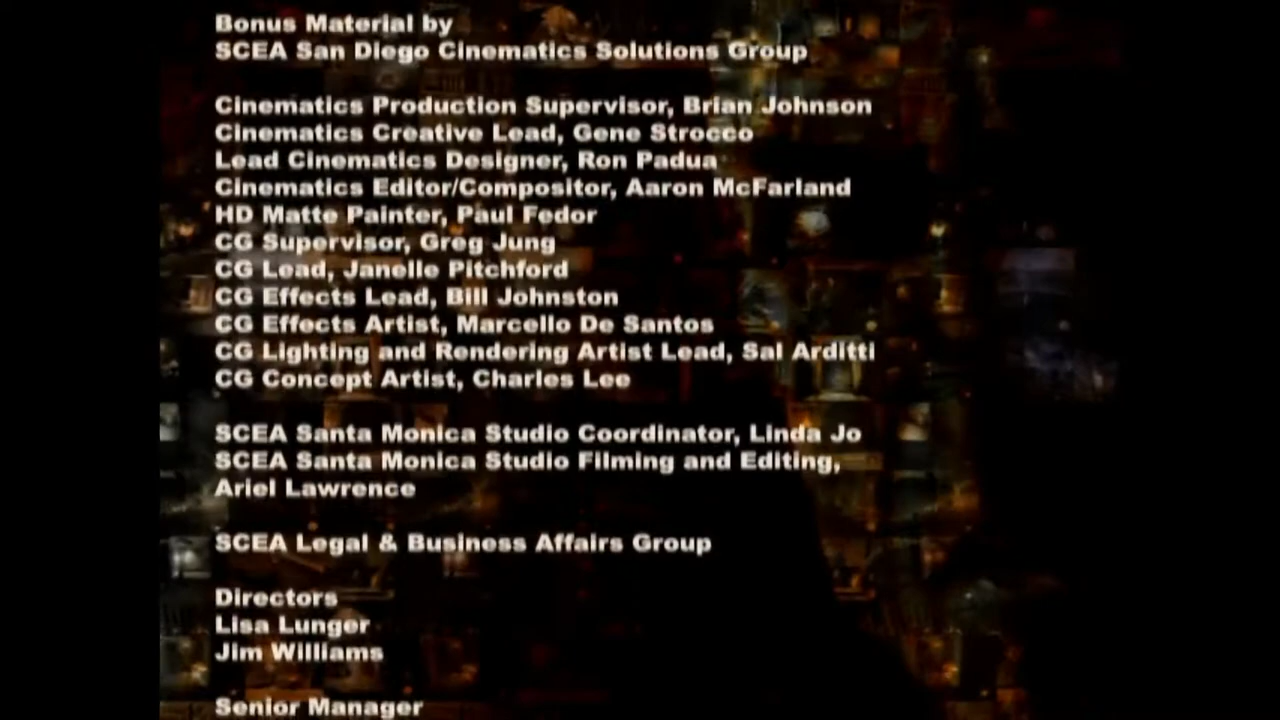 Bonus Material by
SCEA San Diego Cinematics Solutions Group
Cinematics Production Supervisor, Brian Johnson
Cinematics Creative Lead, Gene Strocco
Lead Cinematics Designer, Ron Padua
Cinematics Editor/Compositor, Aaron McFarland
HD Matte Painter, Paul Fedor
CG Supervisor, Greg Jung
CG Lead, Janelle Pitchford
CG Effects Lead, Bill Johnston
CG Effects Artist, Marcello De Santos
CG Lighting and Rendering Artist Lead, Sal Arditti
CG Concept Artist, Charles Lee
SCEA Santa Monica Studio Coordinator, Linda Jo
SCEA Santa Monica Studio Filming and Editing,
Ariel Lawrence
SCEA Legal & Business Affairs Group
Directors
Lisa Lunger
Jim Williams
Senior Manager